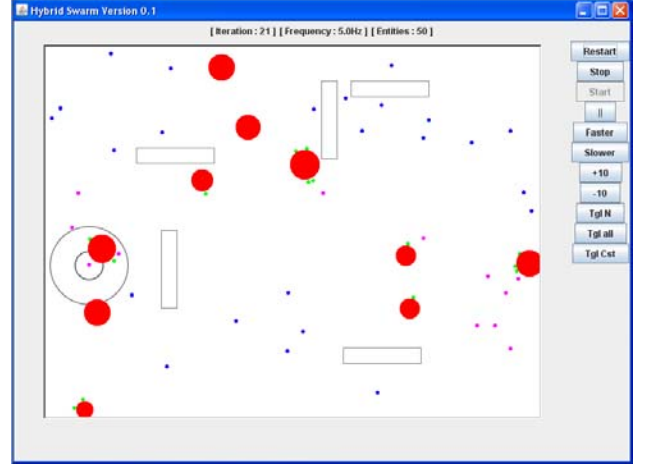 Hybrid Swarm Version 0.1
[ Iteration : 21 ] [ Frequency : 5.0Hz ] [ Entities : 50 ]
Restart
Stop
Start
||
Faster
Slower
+10
-10
Tgl N
Tgl all
Tgl Cst